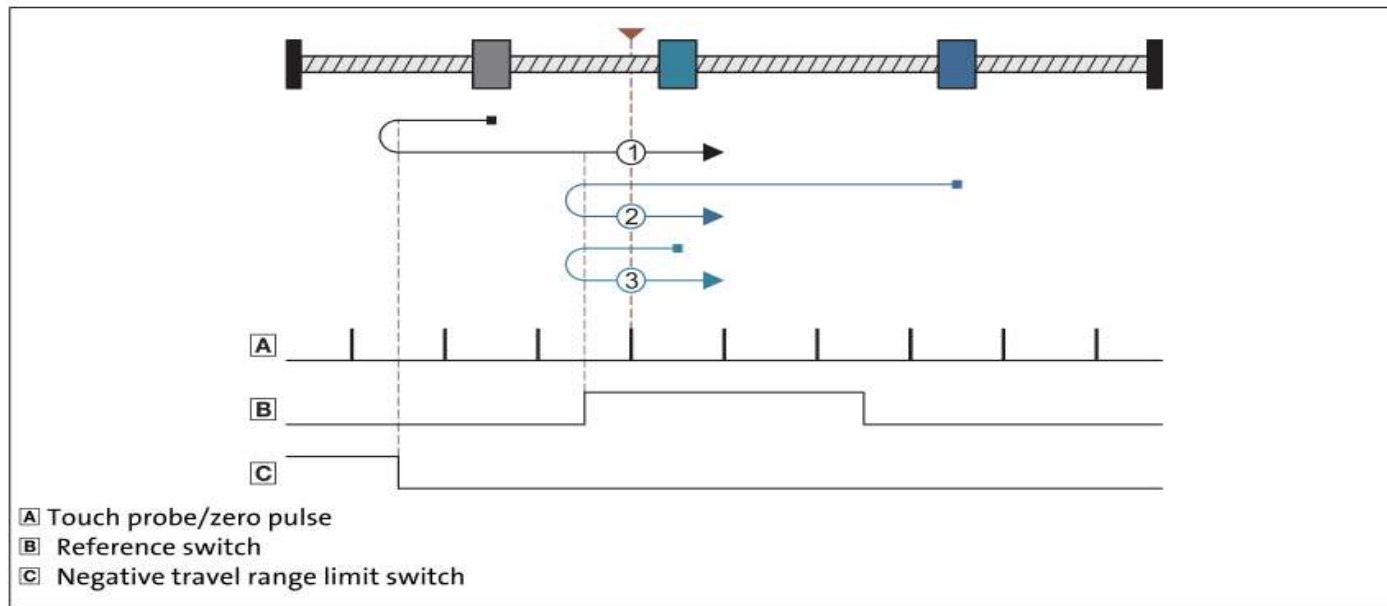 1
2
3
A
B
C
A Touch probe/zero pulse
B Reference switch
C Negative travel range limit switch